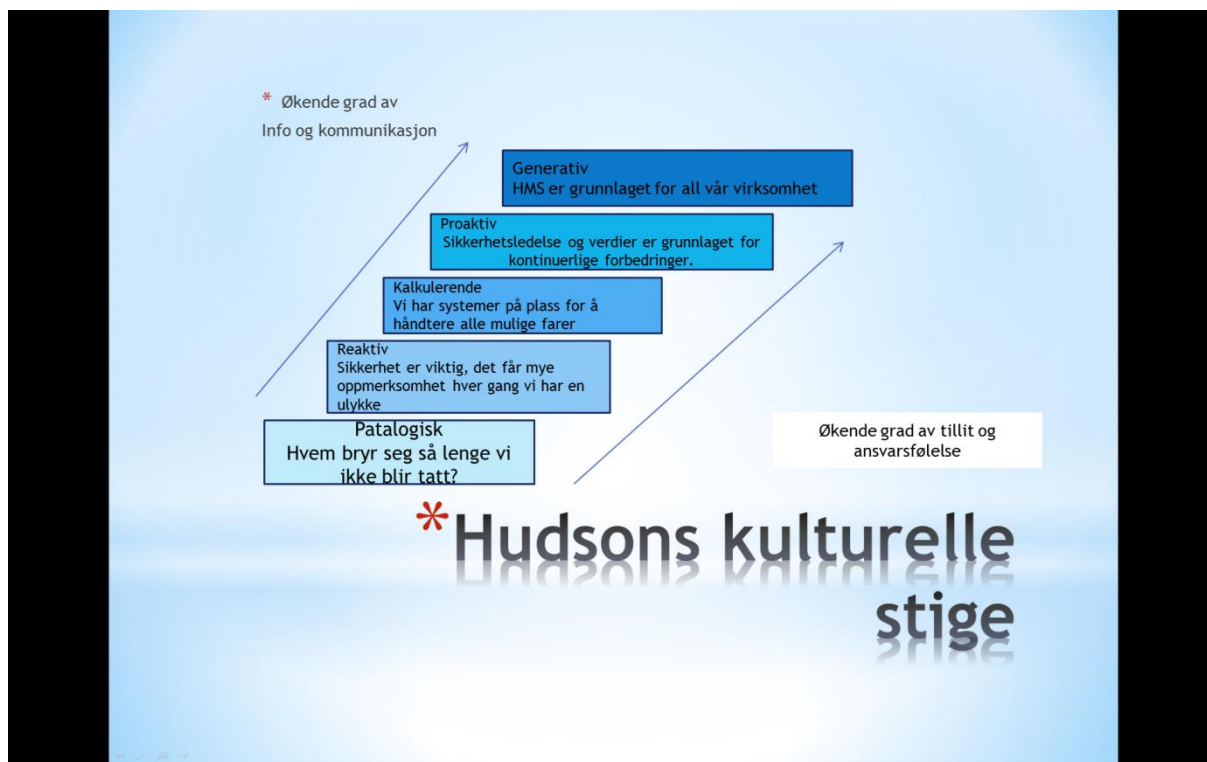 * Økende grad av
Info og kommunikasjon
Generativ
HMS er grunnlaget for all vår virksomhet
Proaktiv
Sikkerhetsledelse og verdier er grunnlaget for
kontinuerlige forbedringer.
Kalkulerende
Vi har systemer på plass for å
håndtere alle mulige farer
Reaktiv
Sikkerhet er viktig, det får mye
oppmerksomhet hver gang vi har en
ulykke
Patalogisk
Hvem bryr seg så lenge vi
ikke blir tatt?
Økende grad av tillit og
ansvarsfølelse
*Hudsons kulturelle
stige